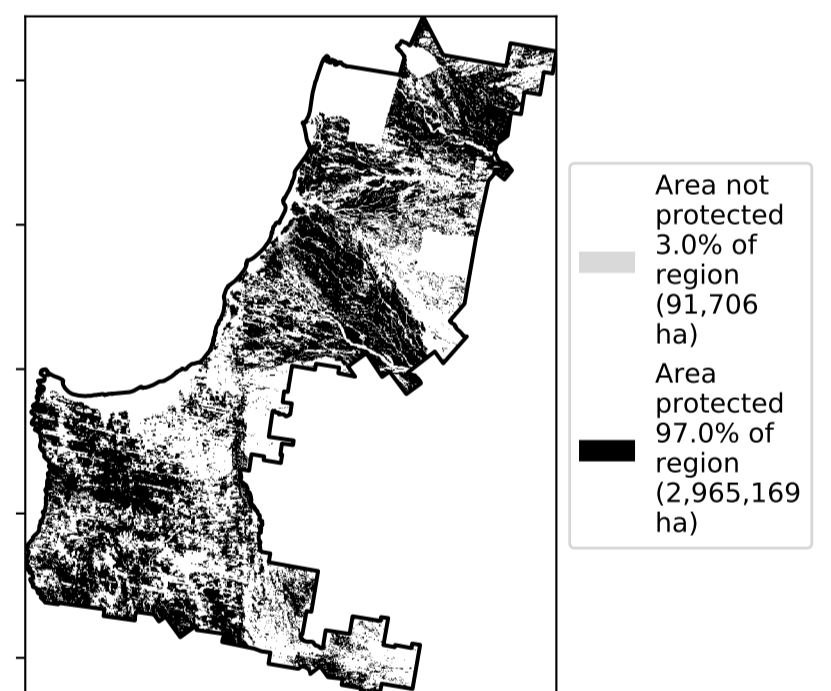 Area not
protected
3.0% of
region
(91,706
ha)
Area
protected
97.0% of
region
(2,965,169
ha)